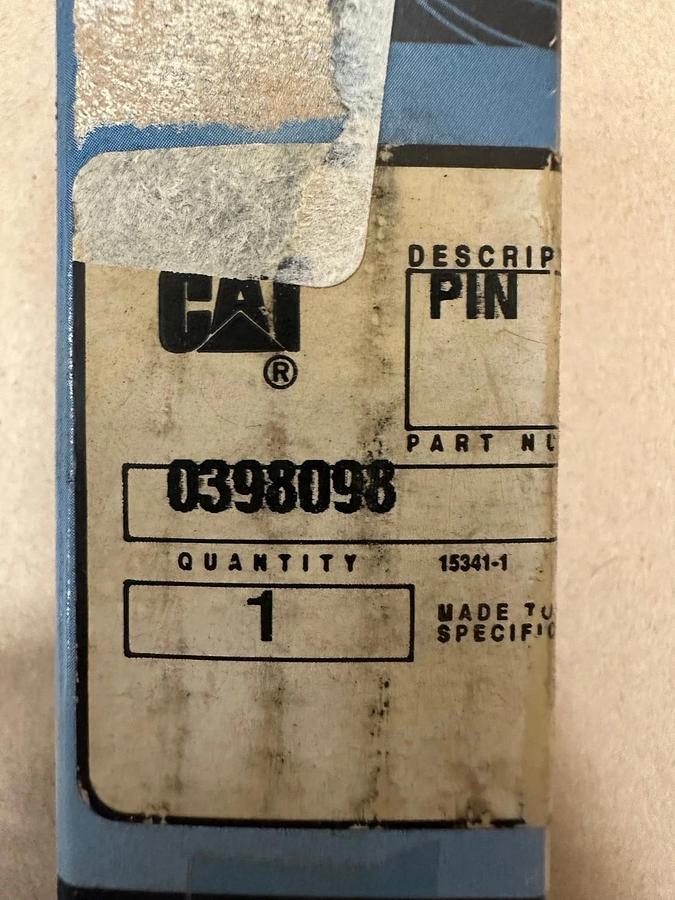 DESCRIP
PIN
CAT
®
PART NU
0398098
QUANTITY 15341-1
1
MADE TO
SPECIFIC